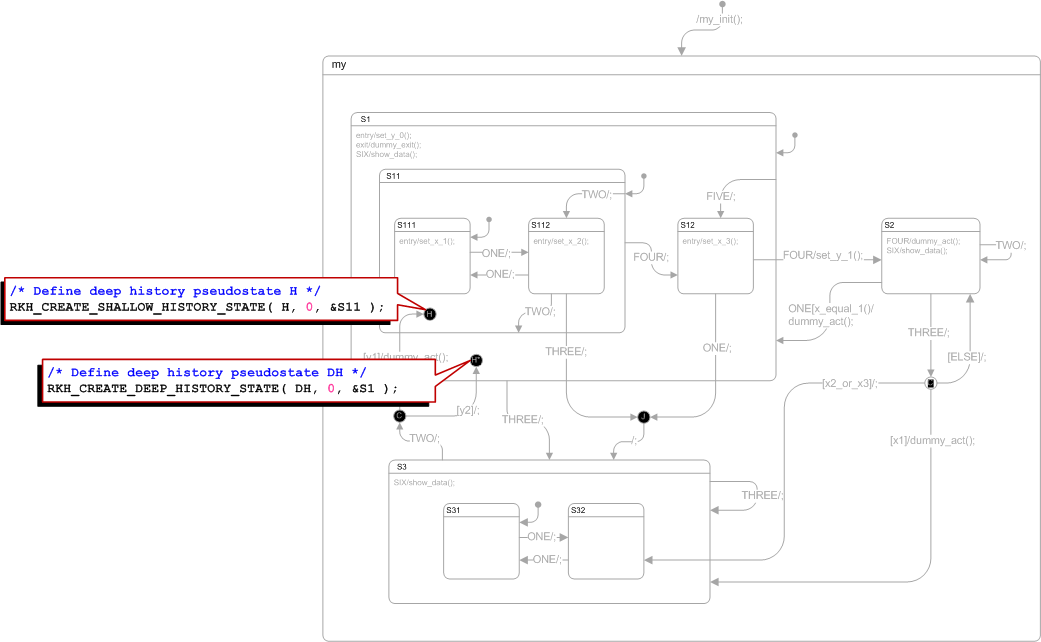 /my_init();
my
S1
entry/set_y_0();
exit/dummy_exit();
SIX/show_data();
S11
TWO/;
FIVE/;
S111
entry/set_x_1();
S112
entry/set_x_2();
S12
entry/set_x_3();
S2
FOUR/dummy_act();
SIX/show_data();
TWO/;
ONE/;
ONE/;
FOUR/;
FOUR/set_y_1();
/* Define deep history pseudostate H */
RKH_CREATE_SHALLOW_HISTORY_STATE( H, 0, &S11 );
H
TWO/;
ONE[x_equal_1()/
dummy_act();
THREE/;
THREE/;
ONE/;
[ELSE]/;
[y1]/dummy_act();
H*
/* Define deep history pseudostate DH */
RKH_CREATE_DEEP_HISTORY_STATE( DH, 0, &S1 );
[x2_or_x3]/;
C
[y2]/;
THREE/;
J
TWO/;
/;
[x1]/dummy_act();
S3
SIX/show_data();
THREE/;
S31
S32
ONE/;
ONE/;